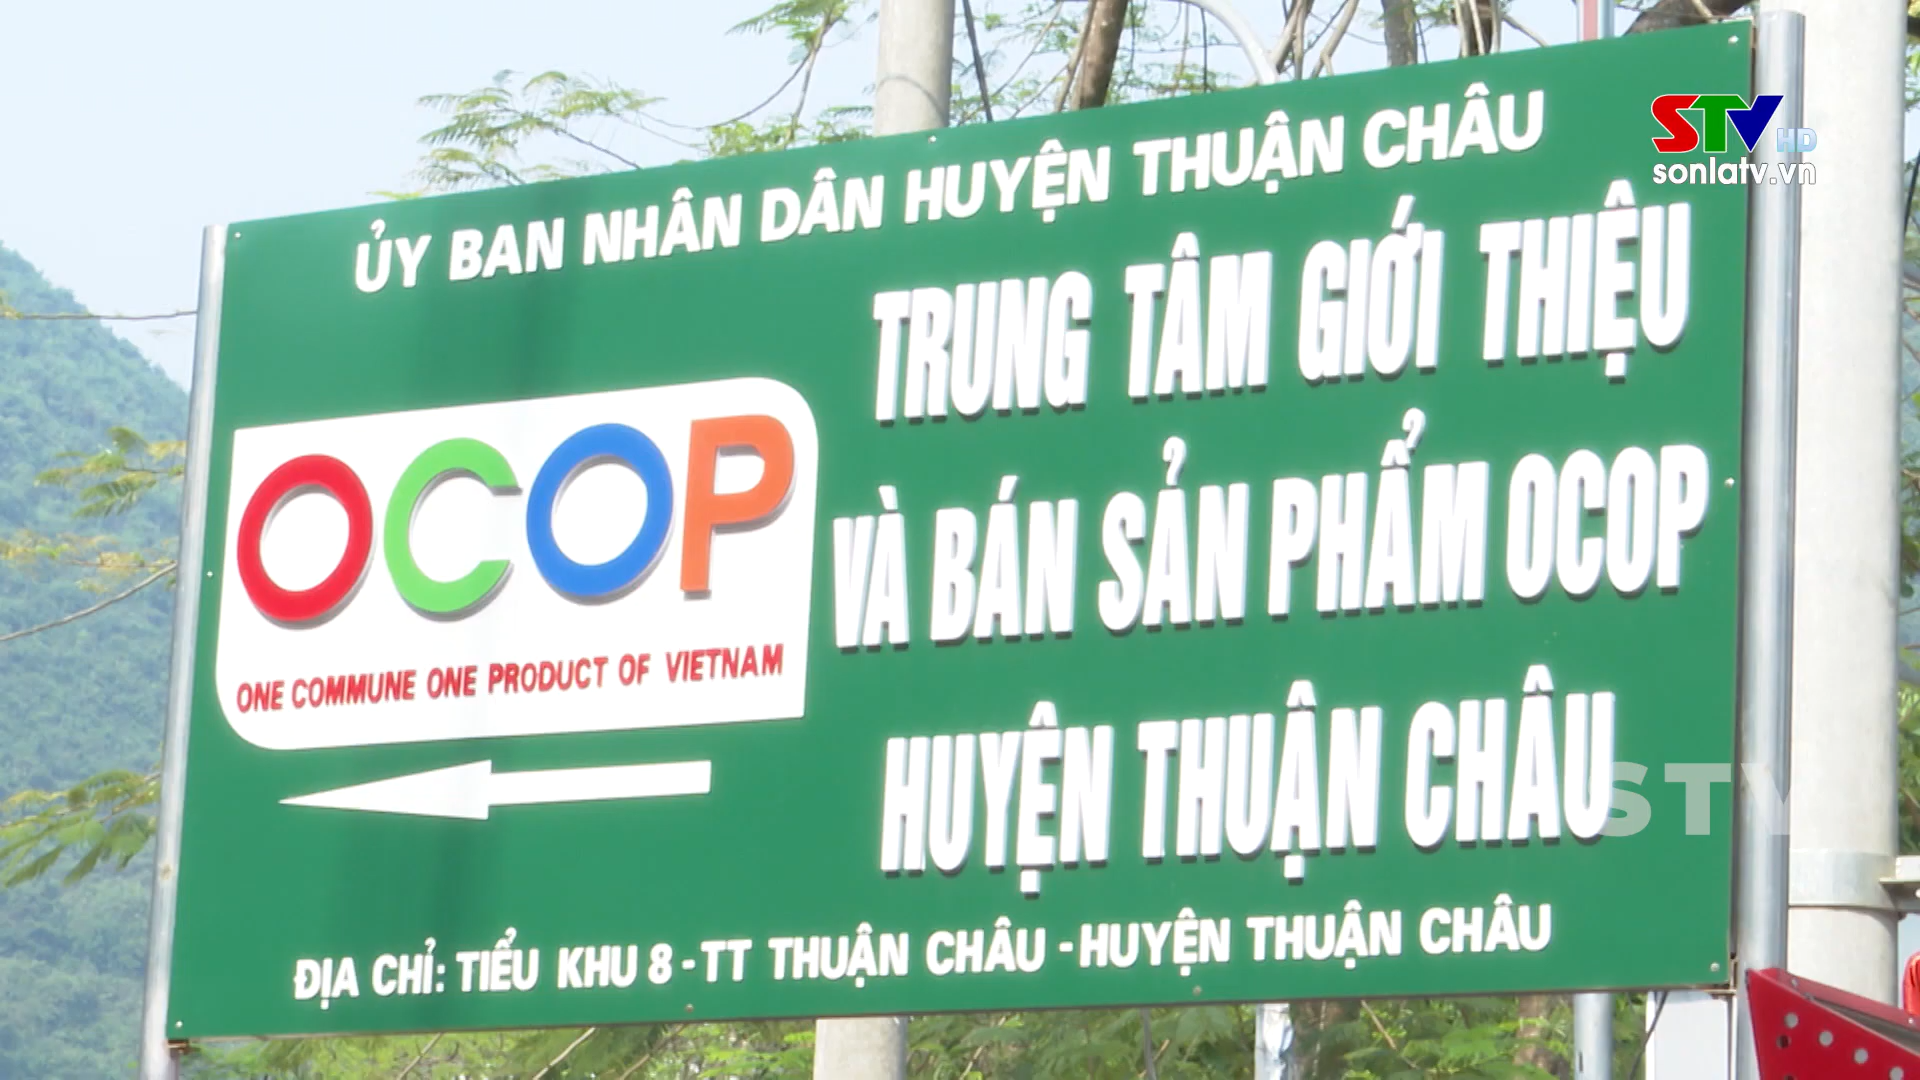 STV HD
sonlatv.vn
ỦY BAN NHÂN DÂN HUYỆN THUẬN CHÂU
TRUNG TÂM GIỚI THIỆU
VÀ BÁN SẢN PHẨM OCOP
HUYỆN THUẬN CHÂU
OCOP
ONE COMMUNE ONE PRODUCT OF VIETNAM
ĐỊA CHỈ: TIỂU KHU 8 - TT THUẬN CHÂU - HUYỆN THUẬN CHÂU
STV